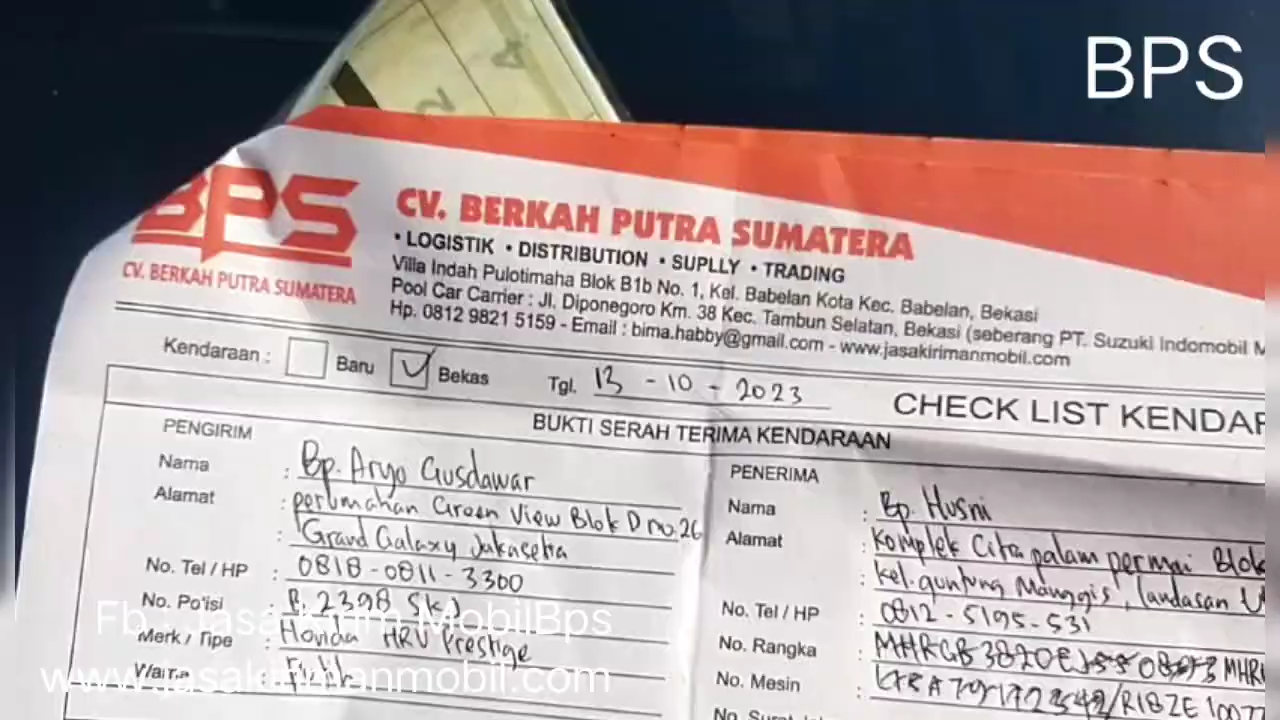 BPS
BPS
CV. BERKAH PUTRA SUMATERA
CV. BERKAH PUTRA SUMATERA
• LOGISTIK • DISTRIBUTION • SUPLLY • TRADING
Villa Indah Pulotimaha Blok B1b No. 1, Kel. Babelan Kota Kec. Babelan, Bekasi
Pool Car Carrier : Jl. Diponegoro Km. 38 Kec. Tambun Selatan, Bekasi (seberang PT. Suzuki Indomobil M
Hp. 0812 9821 5159 - Email : bima.habby@gmail.com - www.jasakirimanmobil.com
Kendaraan : Baru Bekas Tgl. 13 - 10 - 2023
CHECK LIST KENDAR
BUKTI SERAH TERIMA KENDARAAN
PENGIRIM
Nama : Bp. Aryo Gusdawar
Alamat : perumahan Green View Blok D no. 26
: Grand Galaxy Jakasetia
No. Tel / HP : 0818-0811-3300
No. Polisi B 2398
Merk / Tipe : Honda HRV Prestige
Warna
PENERIMA
Nama : Bp. Husni
Alamat : Komplek Citra palam permai Blok
: kel. guntung Manggis, landasan U
No. Tel / HP : 0812-5195-531
No. Rangka :
No. Mesin :
Fb : Jasa Kirim MobilBps
www.jasakirimanmobil.com